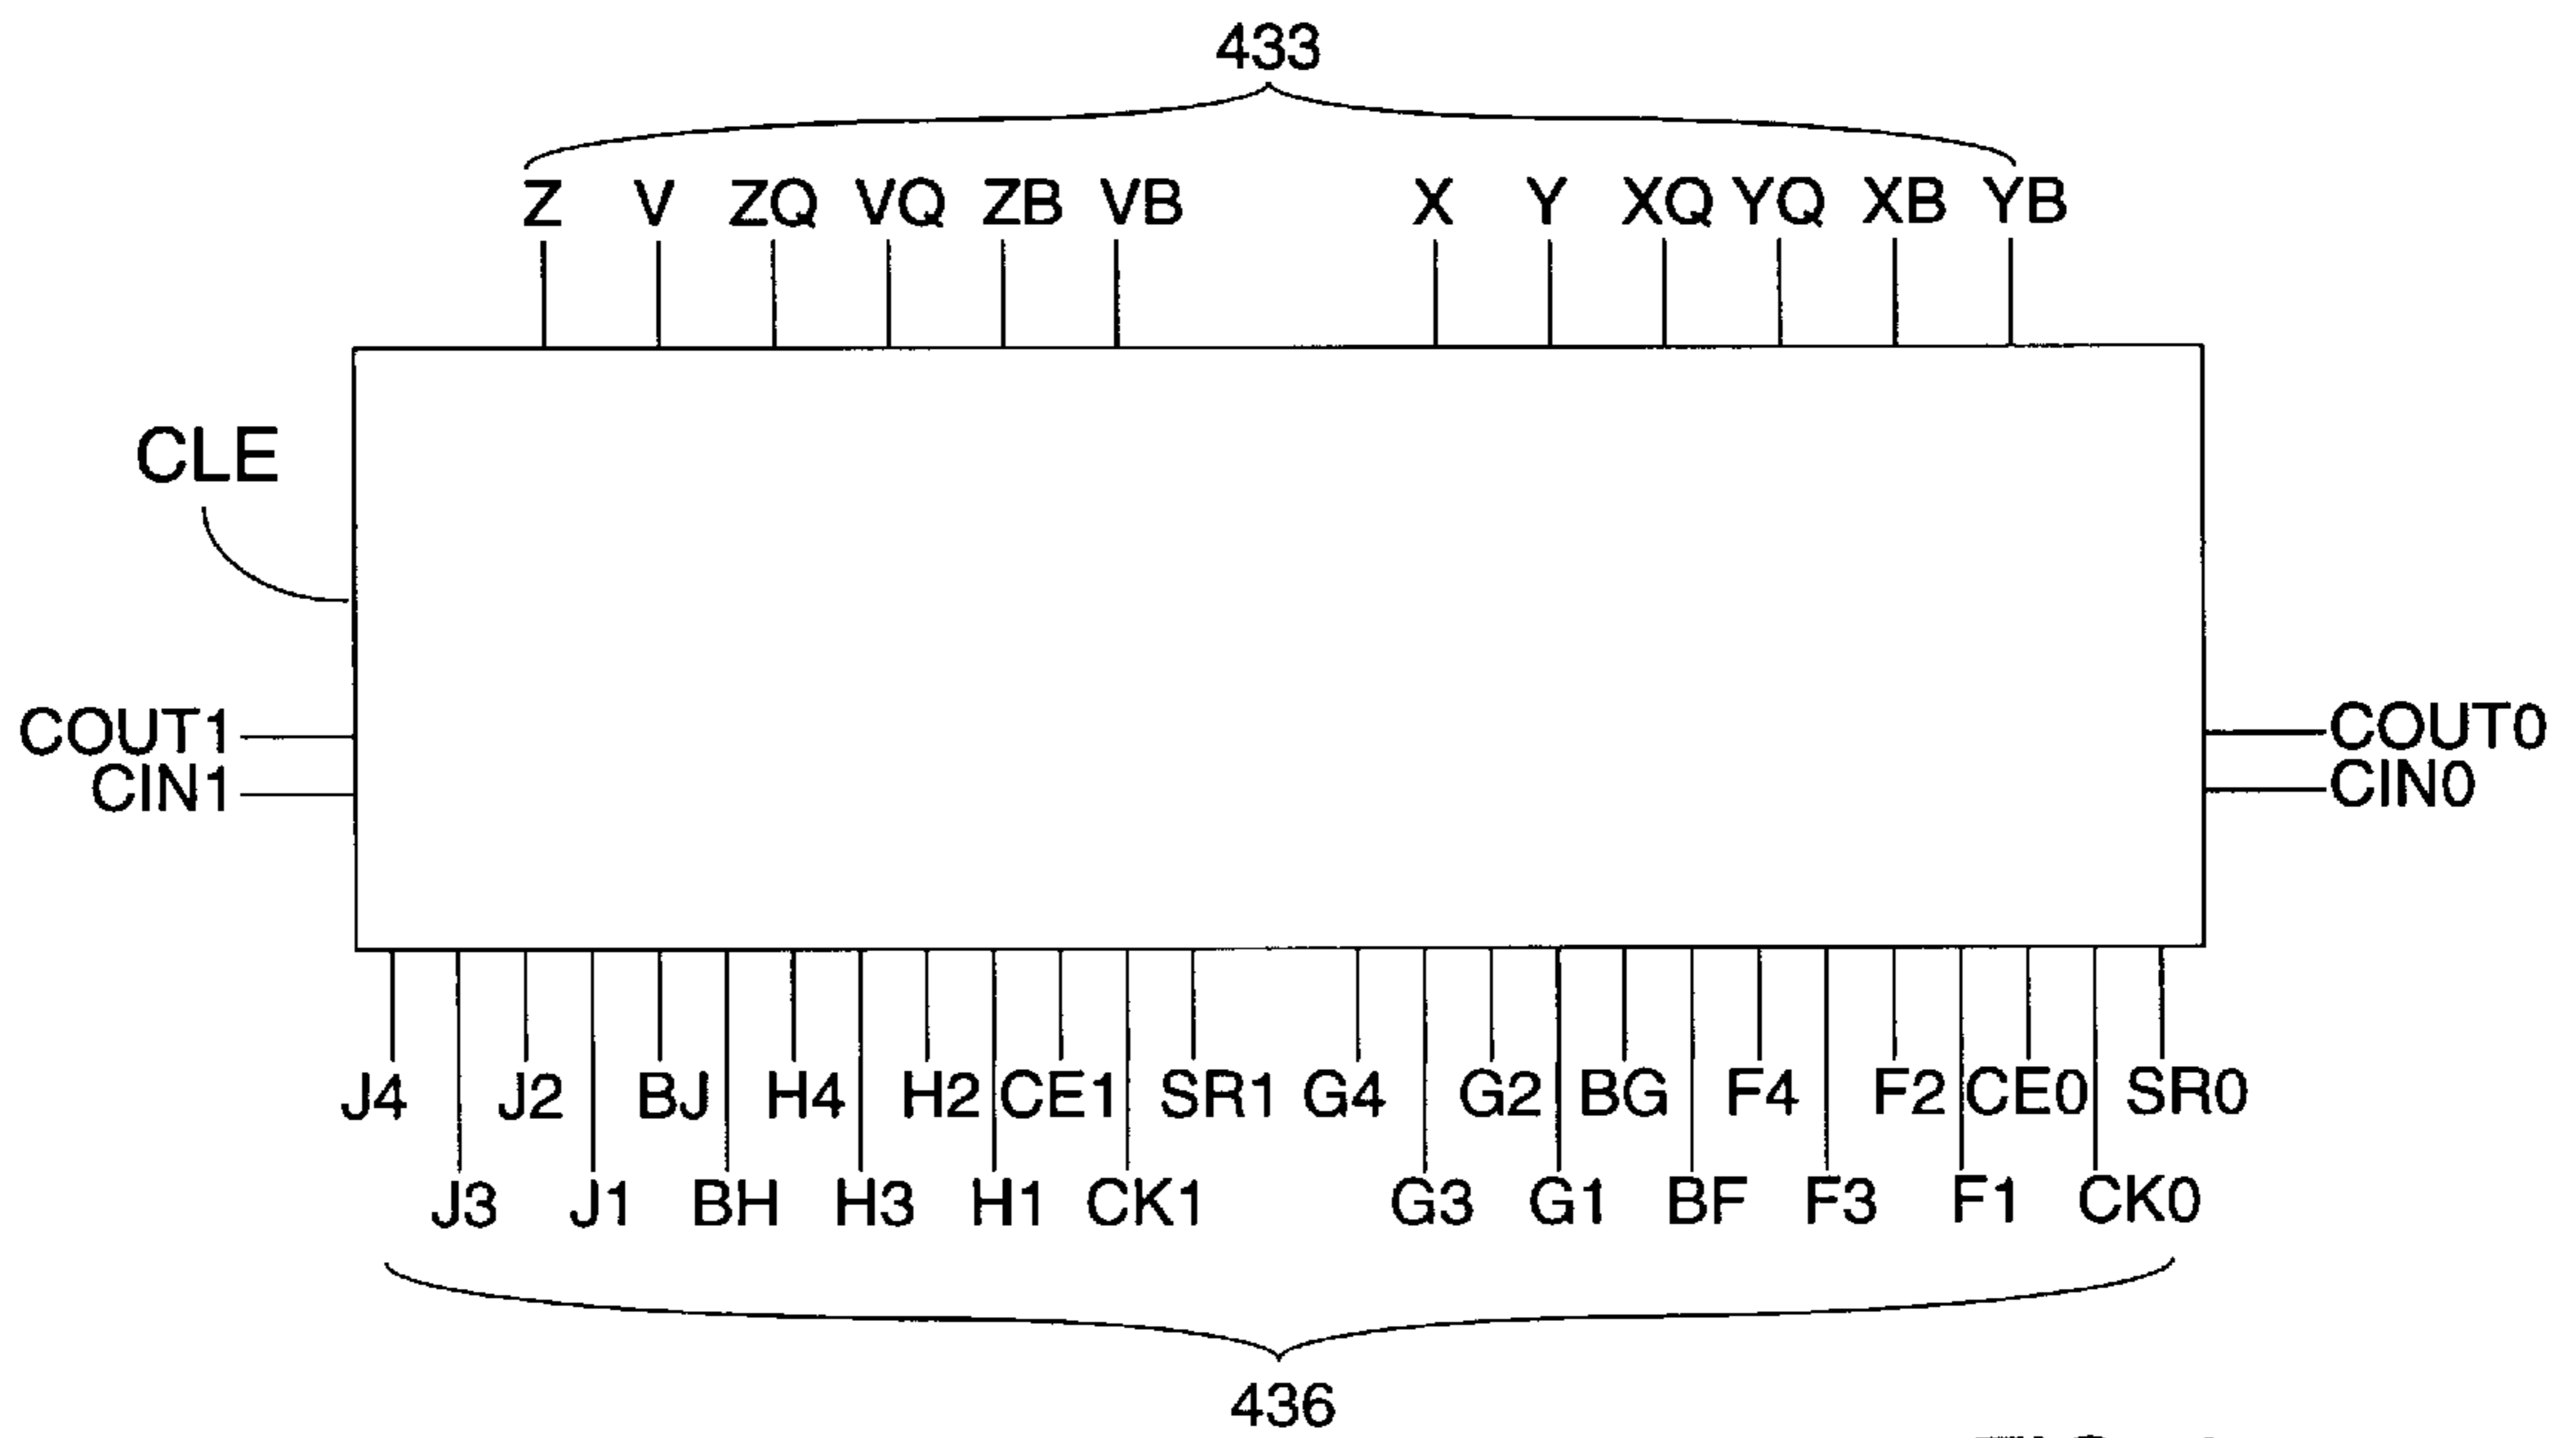 433
Z V ZQ VQ ZB VB X Y XQ YQ XB YB
CLE
COUT1 COUT0
CIN1 CIN0
J4 J2 BJ H4 H2 CE1 SR1 G4 G2 BG F4 F2 CE0 SR0
J3 J1 BH H3 H1 CK1 G3 G1 BF F3 F1 CK0
436